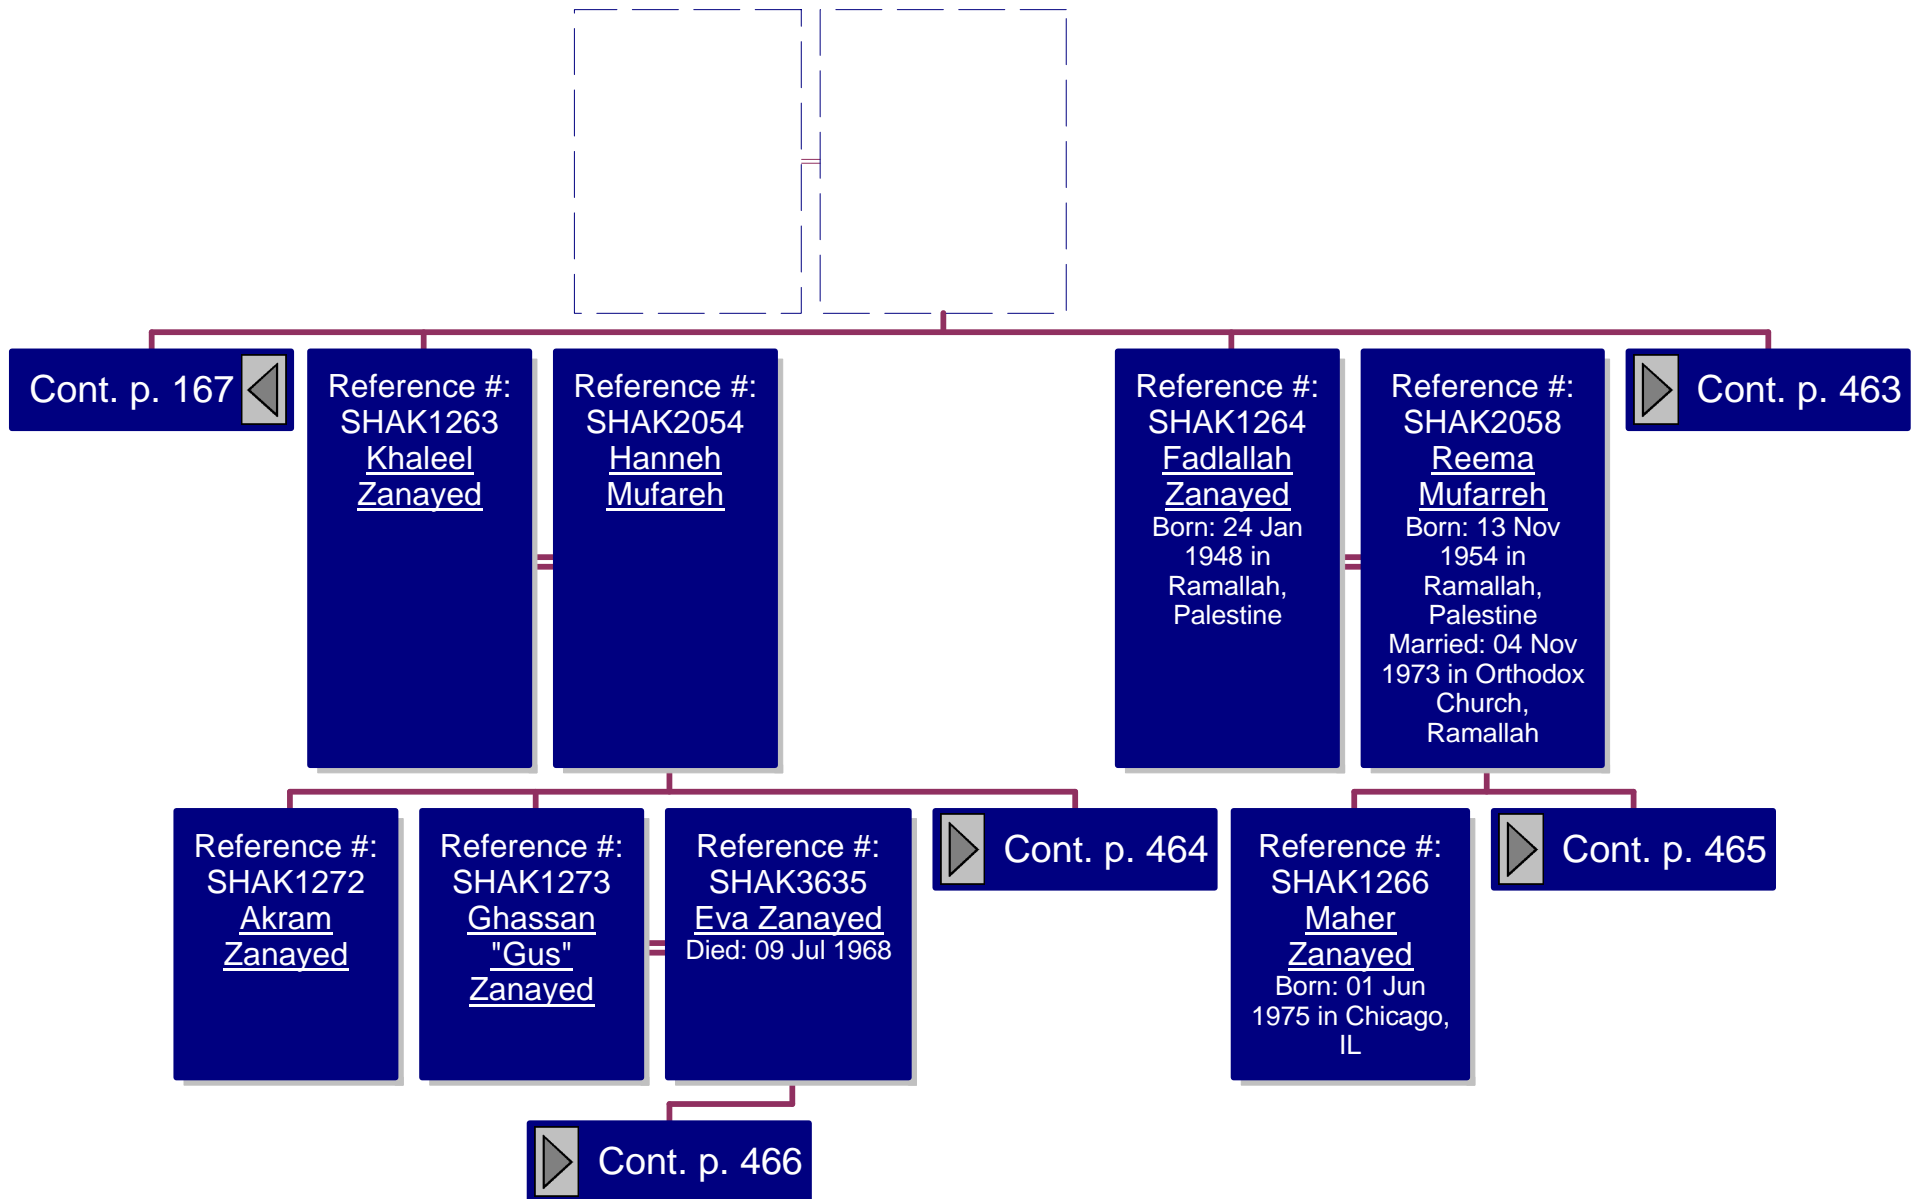 Cont. p. 167
Reference #:
SHAK1263
Khaleel
Zanayed
Reference #:
SHAK2054
Hanneh
Mufareh
Reference #:
SHAK1264
Fadlallah
Zanayed
Born: 24 Jan
1948 in
Ramallah,
Palestine
Reference #:
SHAK2058
Reema
Mufarreh
Born: 13 Nov
1954 in
Ramallah,
Palestine
Married: 04 Nov
1973 in Orthodox
Church,
Ramallah
Cont. p. 463
Reference #:
SHAK1272
Akram
Zanayed
Reference #:
SHAK1273
Ghassan
"Gus"
Zanayed
Reference #:
SHAK3635
Eva Zanayed
Died: 09 Jul 1968
Cont. p. 464
Reference #:
SHAK1266
Maher
Zanayed
Born: 01 Jun
1975 in Chicago,
IL
Cont. p. 465
Cont. p. 466